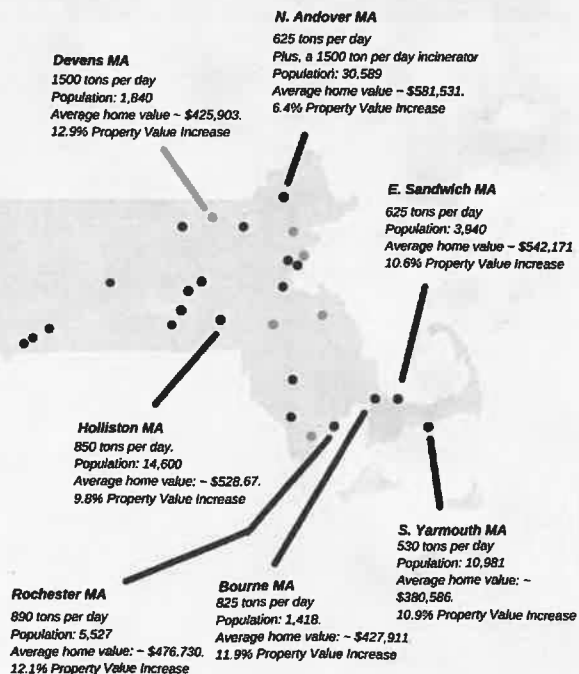 N. Andover MA
625 tons per day
Plus, a 1500 ton per day incinerator
Population: 30,589
Average home value ~ $581,531.
6.4% Property Value Increase
Devens MA
1500 tons per day
Population: 1,840
Average home value ~ $425,903.
12.9% Property Value Increase
E. Sandwich MA
625 tons per day
Population: 3,940
Average home value ~ $542,171
10.6% Property Value Increase
Holliston MA
850 tons per day.
Population: 14,600
Average home value: ~ $528.67.
9.8% Property Value Increase
S. Yarmouth MA
530 tons per day
Population: 10,981
Average home value: ~
$380,586.
10.9% Property Value Increase
Rochester MA
890 tons per day
Population: 5,527
Average home value: ~ $476.730.
12.1% Property Value Increase
Bourne MA
825 tons per day
Population: 1,418.
Average home value: ~ $427,911
11.9% Property Value Increase